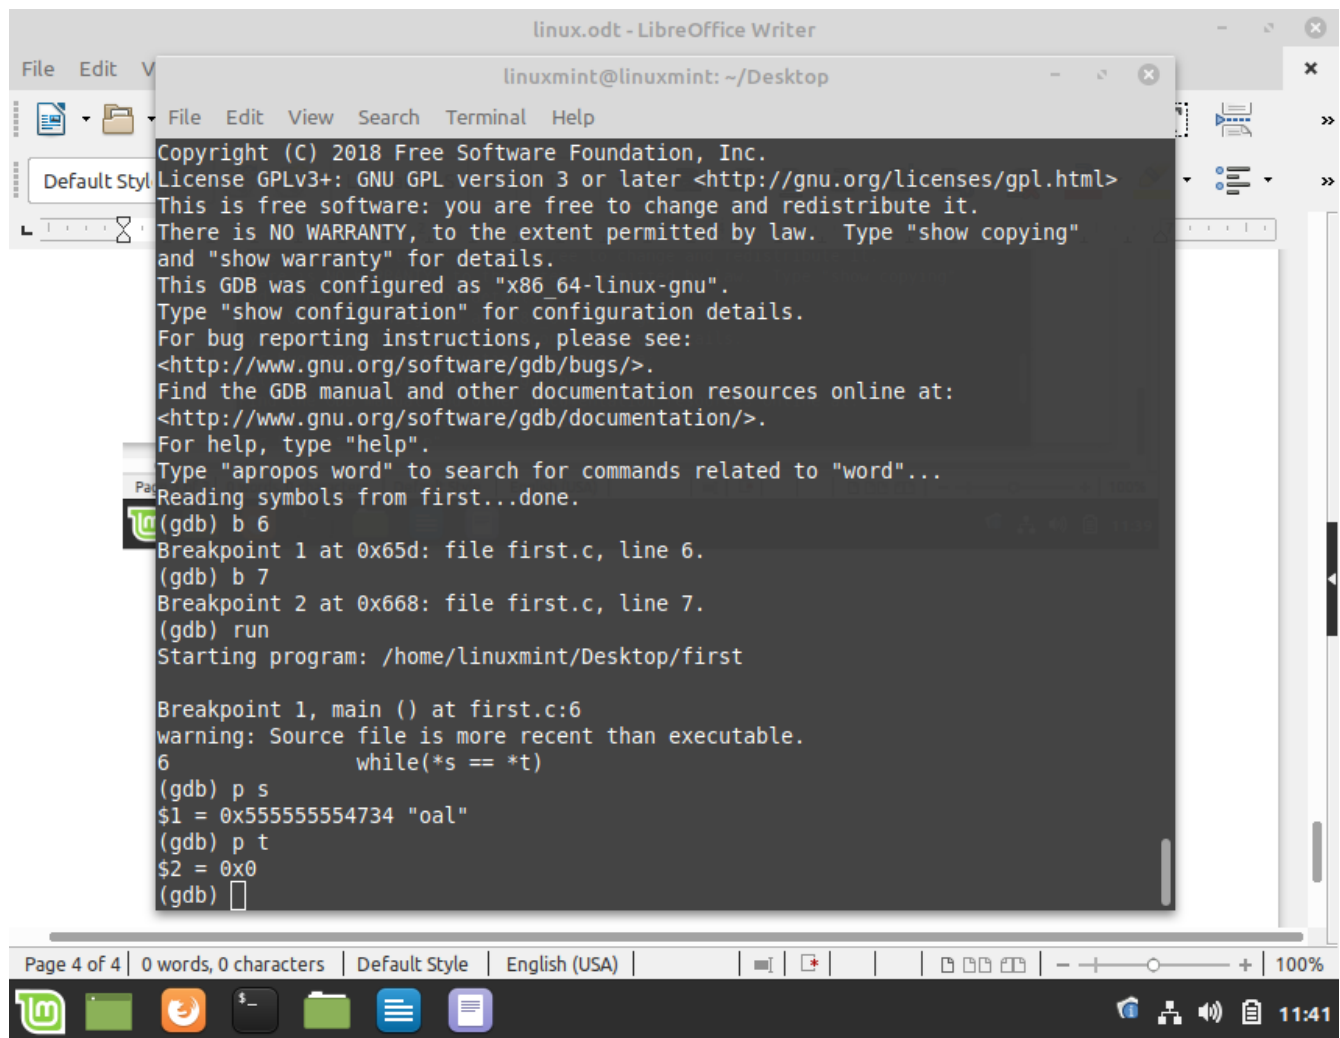 linux.odt - LibreOffice Writer
File Edit V
linuxmint@linuxmint: ~/Desktop
File Edit View Search Terminal Help
Default Styl
Copyright (C) 2018 Free Software Foundation, Inc.
License GPLv3+: GNU GPL version 3 or later <http://gnu.org/licenses/gpl.html>
This is free software: you are free to change and redistribute it.
There is NO WARRANTY, to the extent permitted by law.  Type "show copying"
and "show warranty" for details.
This GDB was configured as "x86_64-linux-gnu".
Type "show configuration" for configuration details.
For bug reporting instructions, please see:
<http://www.gnu.org/software/gdb/bugs/>.
Find the GDB manual and other documentation resources online at:
<http://www.gnu.org/software/gdb/documentation/>.
For help, type "help".
Type "apropos word" to search for commands related to "word"...
Reading symbols from first...done.
(gdb) b 6
Breakpoint 1 at 0x65d: file first.c, line 6.
(gdb) b 7
Breakpoint 2 at 0x668: file first.c, line 7.
(gdb) run
Starting program: /home/linuxmint/Desktop/first
Breakpoint 1, main () at first.c:6
warning: Source file is more recent than executable.
6               while(*s == *t)
(gdb) p s
$1 = 0x555555554734 "oal"
(gdb) p t
$2 = 0x0
(gdb)
Page 4 of 4 0 words, 0 characters Default Style English (USA) 100%
11:41